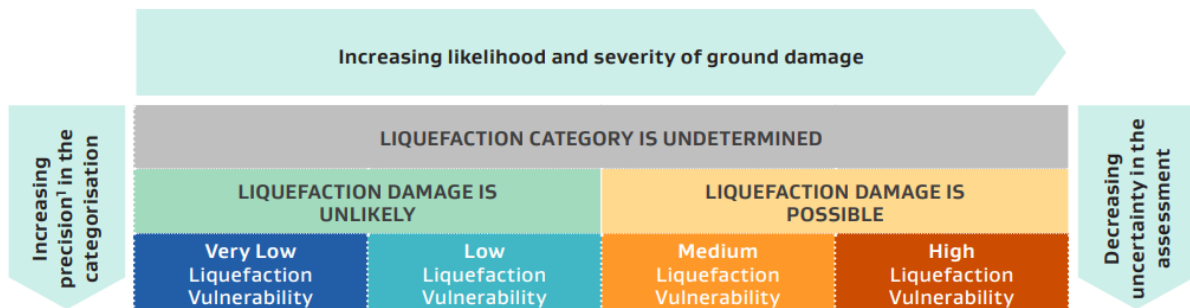 Increasing likelihood and severity of ground damage
Increasing
precision¹ in the
categorisation
LIQUEFACTION CATEGORY IS UNDETERMINED
LIQUEFACTION DAMAGE IS
UNLIKELY
LIQUEFACTION DAMAGE IS
POSSIBLE
Very Low
Liquefaction
Vulnerability
Low
Liquefaction
Vulnerability
Medium
Liquefaction
Vulnerability
High
Liquefaction
Vulnerability
Decreasing
uncertainty in the
assessment